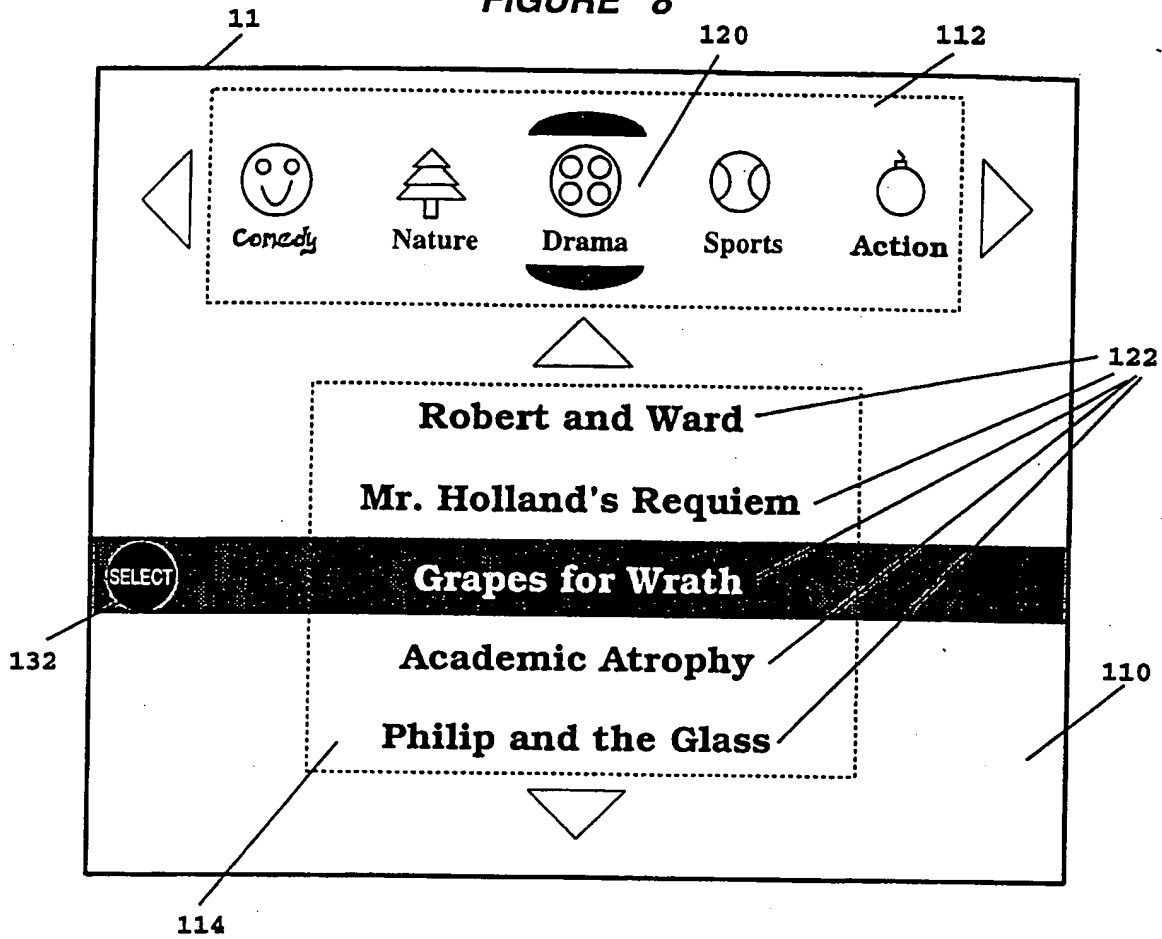 FIGURE 8
11
120
112
Comedy
Nature
Drama
Sports
Action
122
Robert and Ward
Mr. Holland's Requiem
SELECT
Grapes for Wrath
132
Academic Atrophy
110
Philip and the Glass
114